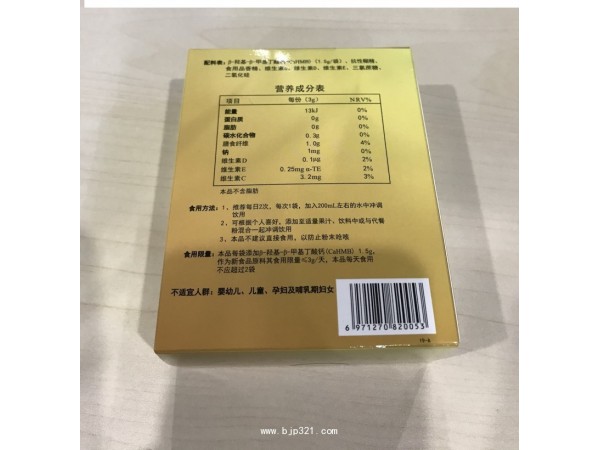 配料表：β-羟基-β-甲基丁酸钙(CaHMB)（1.5g/袋）、抗性糊精、
食用品香精、维生素C、维生素D、维生素E、三氯蔗糖、
二氧化硅
营养成分表
项目 每份（3g） NRV%
能量 13kJ 0%
蛋白质 0g 0%
脂肪 0g 0%
碳水化合物 0.3g 0%
膳食纤维 1.0g 4%
钠 1mg 0%
维生素D 0.1μg 2%
维生素E 0.25mg α-TE 2%
维生素C 3.2mg 3%
本品不含脂肪
食用方法：1、推荐每日2次，每次1袋，加入200mL左右的水中冲调
饮用
2、可根据个人喜好，添加至适量果汁、饮料中或与代餐
粉混合一起冲调饮用
3、本品不建议直接食用，以防止粉末呛咯
食用限量：本品每袋添加β-羟基-β-甲基丁酸钙(CaHMB) 1.5g，
作为新食品原料其食用限量≤3g/天，本品每天食用
不应超过2袋
不适宜人群：婴幼儿、儿童、孕妇及哺乳期妇女
6 971270 820053
www.bjp321.com